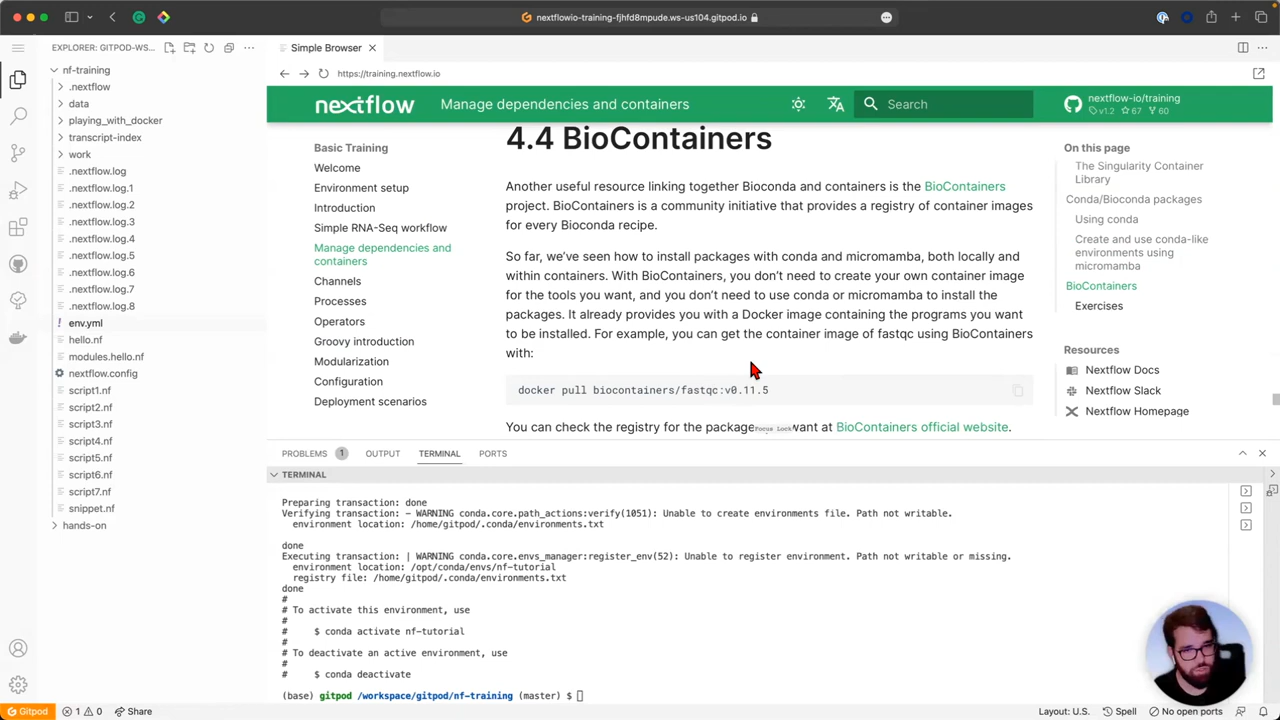 nextflowio-training-fjhfd8mpude.ws-us104.gitpod.io
EXPLORER: GITPOD-WS...
nf-training
.nextflow
data
playing_with_docker
transcript-index
work
.nextflow.log
.nextflow.log.1
.nextflow.log.2
.nextflow.log.3
.nextflow.log.4
.nextflow.log.5
.nextflow.log.6
.nextflow.log.7
.nextflow.log.8
! env.yml
hello.nf
modules.hello.nf
nextflow.config
script1.nf
script2.nf
script3.nf
script4.nf
script5.nf
script6.nf
script7.nf
snippet.nf
hands-on
Simple Browser
https://training.nextflow.io
nextflow
Manage dependencies and containers
Search
nextflow-io/training
v1.2 67 60
Basic Training
Welcome
Environment setup
Introduction
Simple RNA-Seq workflow
Manage dependencies and
containers
Channels
Processes
Operators
Groovy introduction
Modularization
Configuration
Deployment scenarios
4.4 BioContainers
Another useful resource linking together Bioconda and containers is the BioContainers
project. BioContainers is a community initiative that provides a registry of container images
for every Bioconda recipe.
So far, we've seen how to install packages with conda and micromamba, both locally and
within containers. With BioContainers, you don't need to create your own container image
for the tools you want, and you don't need to use conda or micromamba to install the
packages. It already provides you with a Docker image containing the programs you want
to be installed. For example, you can get the container image of fastqc using BioContainers
with:
docker pull biocontainers/fastqc:v0.11.5
You can check the registry for the package want at BioContainers official website.
Focus Lock
On this page
The Singularity Container
Library
Conda/Bioconda packages
Using conda
Create and use conda-like
environments using
micromamba
BioContainers
Exercises
Resources
Nextflow Docs
Nextflow Slack
Nextflow Homepage
PROBLEMS 1 OUTPUT TERMINAL PORTS
TERMINAL
Preparing transaction: done
Verifying transaction: - WARNING conda.core.path_actions:verify(1051): Unable to create environments file. Path not writable.
environment location: /home/gitpod/.conda/environments.txt
done
Executing transaction: | WARNING conda.core.envs_manager:register_env(52): Unable to register environment. Path not writable or missing.
environment location: /opt/conda/envs/nf-tutorial
registry file: /home/gitpod/.conda/environments.txt
done
#
# To activate this environment, use
#
# $ conda activate nf-tutorial
#
# To deactivate an active environment, use
#
# $ conda deactivate
(base) gitpod /workspace/gitpod/nf-training (master) $
Gitpod 1 0 Share
Layout: U.S. Spell No open ports